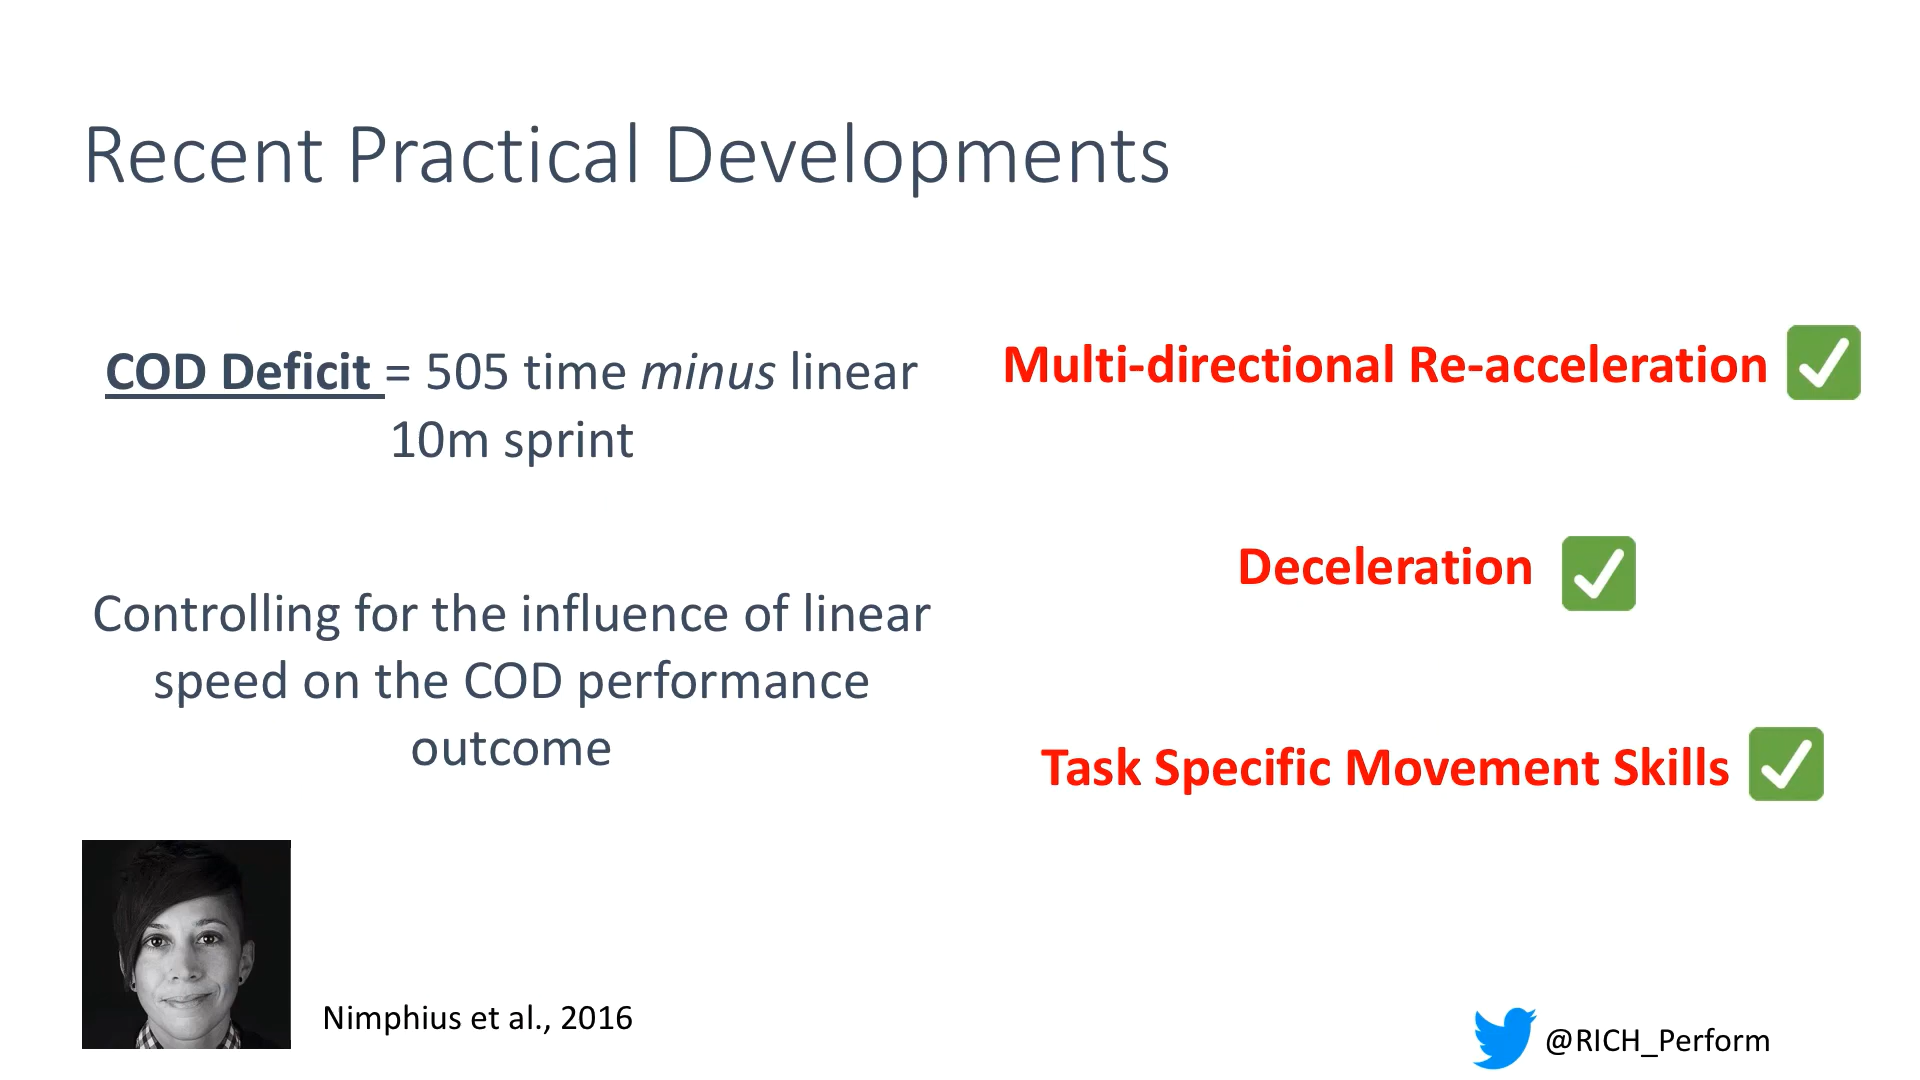 Recent Practical Developments
COD Deficit = 505 time minus linear
10m sprint
Controlling for the influence of linear
speed on the COD performance
outcome
Multi-directional Re-acceleration
Deceleration
Task Specific Movement Skills
Nimphius et al., 2016
@RICH_Perform